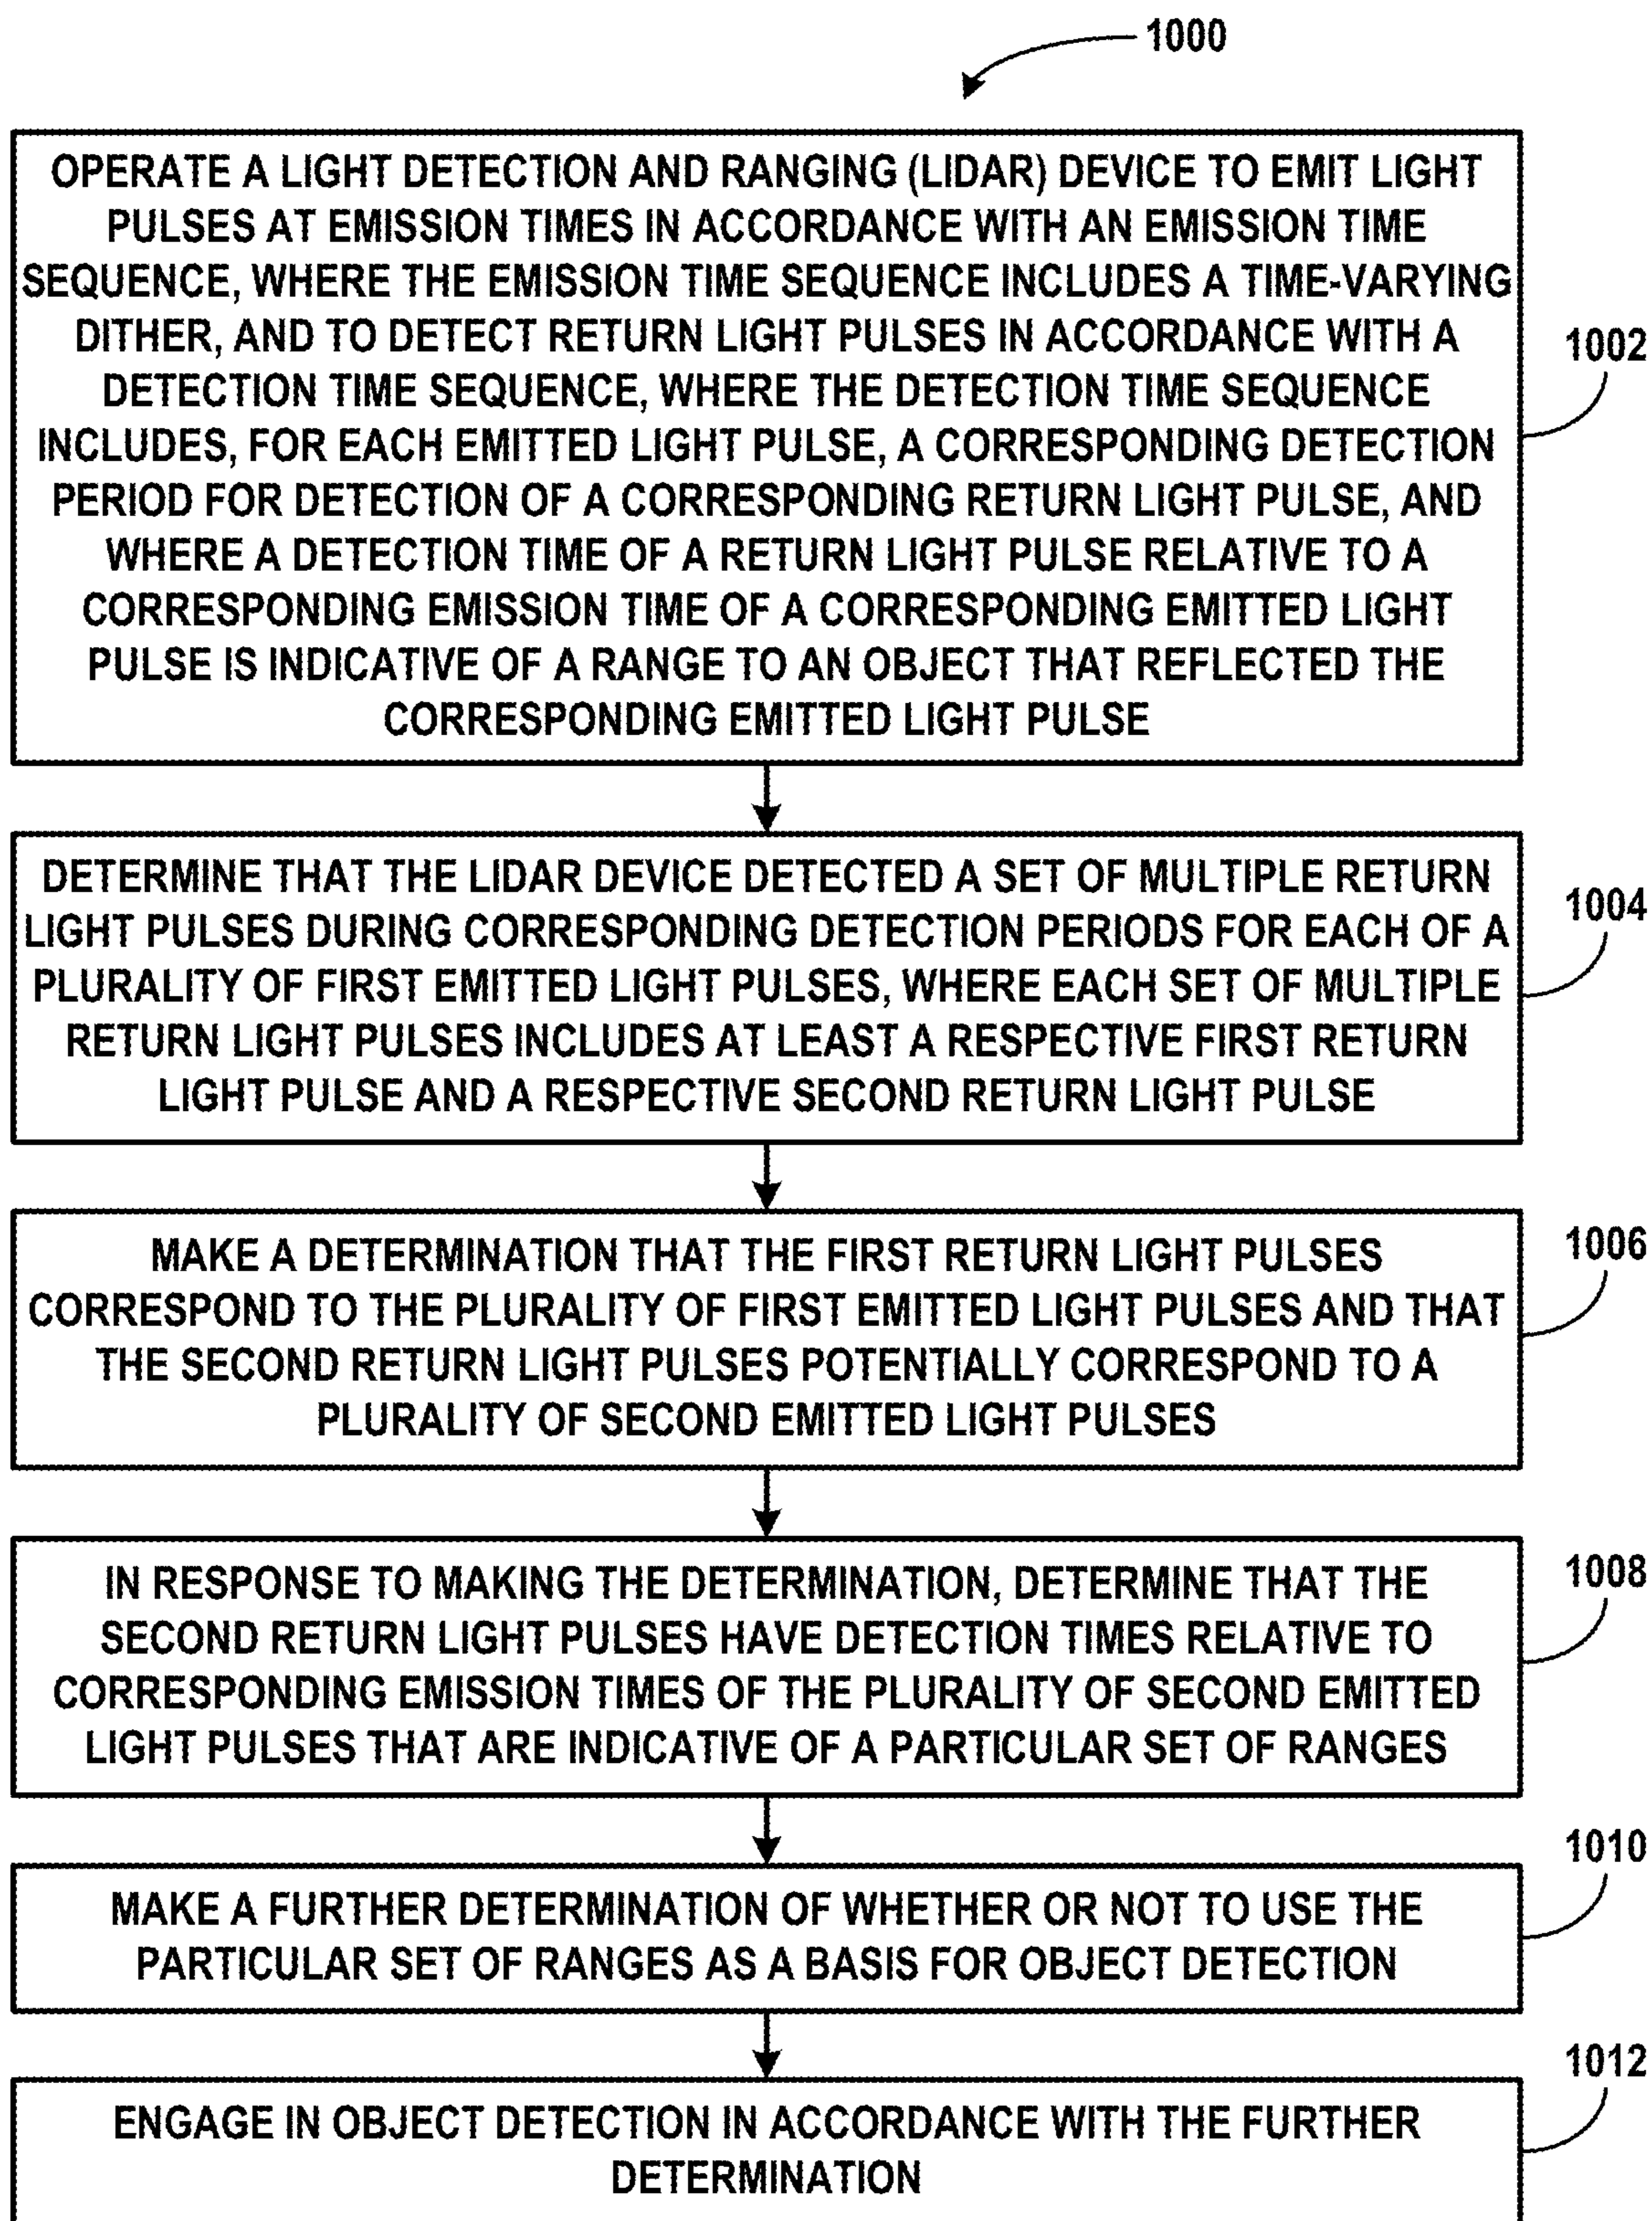 1000
OPERATE A LIGHT DETECTION AND RANGING (LIDAR) DEVICE TO EMIT LIGHT
PULSES AT EMISSION TIMES IN ACCORDANCE WITH AN EMISSION TIME
SEQUENCE, WHERE THE EMISSION TIME SEQUENCE INCLUDES A TIME-VARYING
DITHER, AND TO DETECT RETURN LIGHT PULSES IN ACCORDANCE WITH A
DETECTION TIME SEQUENCE, WHERE THE DETECTION TIME SEQUENCE
INCLUDES, FOR EACH EMITTED LIGHT PULSE, A CORRESPONDING DETECTION
PERIOD FOR DETECTION OF A CORRESPONDING RETURN LIGHT PULSE, AND
WHERE A DETECTION TIME OF A RETURN LIGHT PULSE RELATIVE TO A
CORRESPONDING EMISSION TIME OF A CORRESPONDING EMITTED LIGHT
PULSE IS INDICATIVE OF A RANGE TO AN OBJECT THAT REFLECTED THE
CORRESPONDING EMITTED LIGHT PULSE
1002
DETERMINE THAT THE LIDAR DEVICE DETECTED A SET OF MULTIPLE RETURN
LIGHT PULSES DURING CORRESPONDING DETECTION PERIODS FOR EACH OF A
PLURALITY OF FIRST EMITTED LIGHT PULSES, WHERE EACH SET OF MULTIPLE
RETURN LIGHT PULSES INCLUDES AT LEAST A RESPECTIVE FIRST RETURN
LIGHT PULSE AND A RESPECTIVE SECOND RETURN LIGHT PULSE
1004
MAKE A DETERMINATION THAT THE FIRST RETURN LIGHT PULSES
CORRESPOND TO THE PLURALITY OF FIRST EMITTED LIGHT PULSES AND THAT
THE SECOND RETURN LIGHT PULSES POTENTIALLY CORRESPOND TO A
PLURALITY OF SECOND EMITTED LIGHT PULSES
1006
IN RESPONSE TO MAKING THE DETERMINATION, DETERMINE THAT THE
SECOND RETURN LIGHT PULSES HAVE DETECTION TIMES RELATIVE TO
CORRESPONDING EMISSION TIMES OF THE PLURALITY OF SECOND EMITTED
LIGHT PULSES THAT ARE INDICATIVE OF A PARTICULAR SET OF RANGES
1008
MAKE A FURTHER DETERMINATION OF WHETHER OR NOT TO USE THE
PARTICULAR SET OF RANGES AS A BASIS FOR OBJECT DETECTION
1010
ENGAGE IN OBJECT DETECTION IN ACCORDANCE WITH THE FURTHER
DETERMINATION
1012